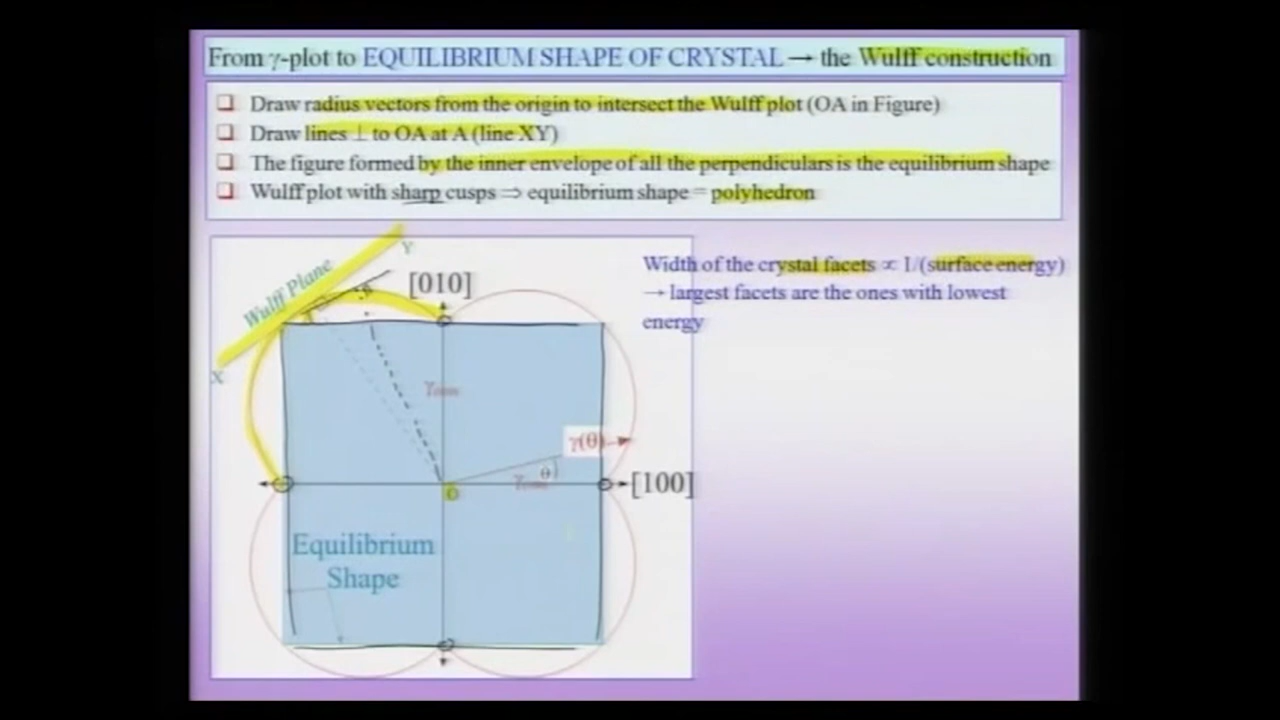 From γ-plot to EQUILIBRIUM SHAPE OF CRYSTAL → the Wulff construction
❑ Draw radius vectors from the origin to intersect the Wulff plot (OA in Figure)
❑ Draw lines ⊥ to OA at A (line XY)
❑ The figure formed by the inner envelope of all the perpendiculars is the equilibrium shape
❑ Wulff plot with sharp cusps ⇒ equilibrium shape = polyhedron
Width of the crystal facets ∝ 1/(surface energy)
→ largest facets are the ones with lowest
energy
Y
Wulff Plane
X
[010]
γ(θ)
θ
[100]
O
Equilibrium
Shape